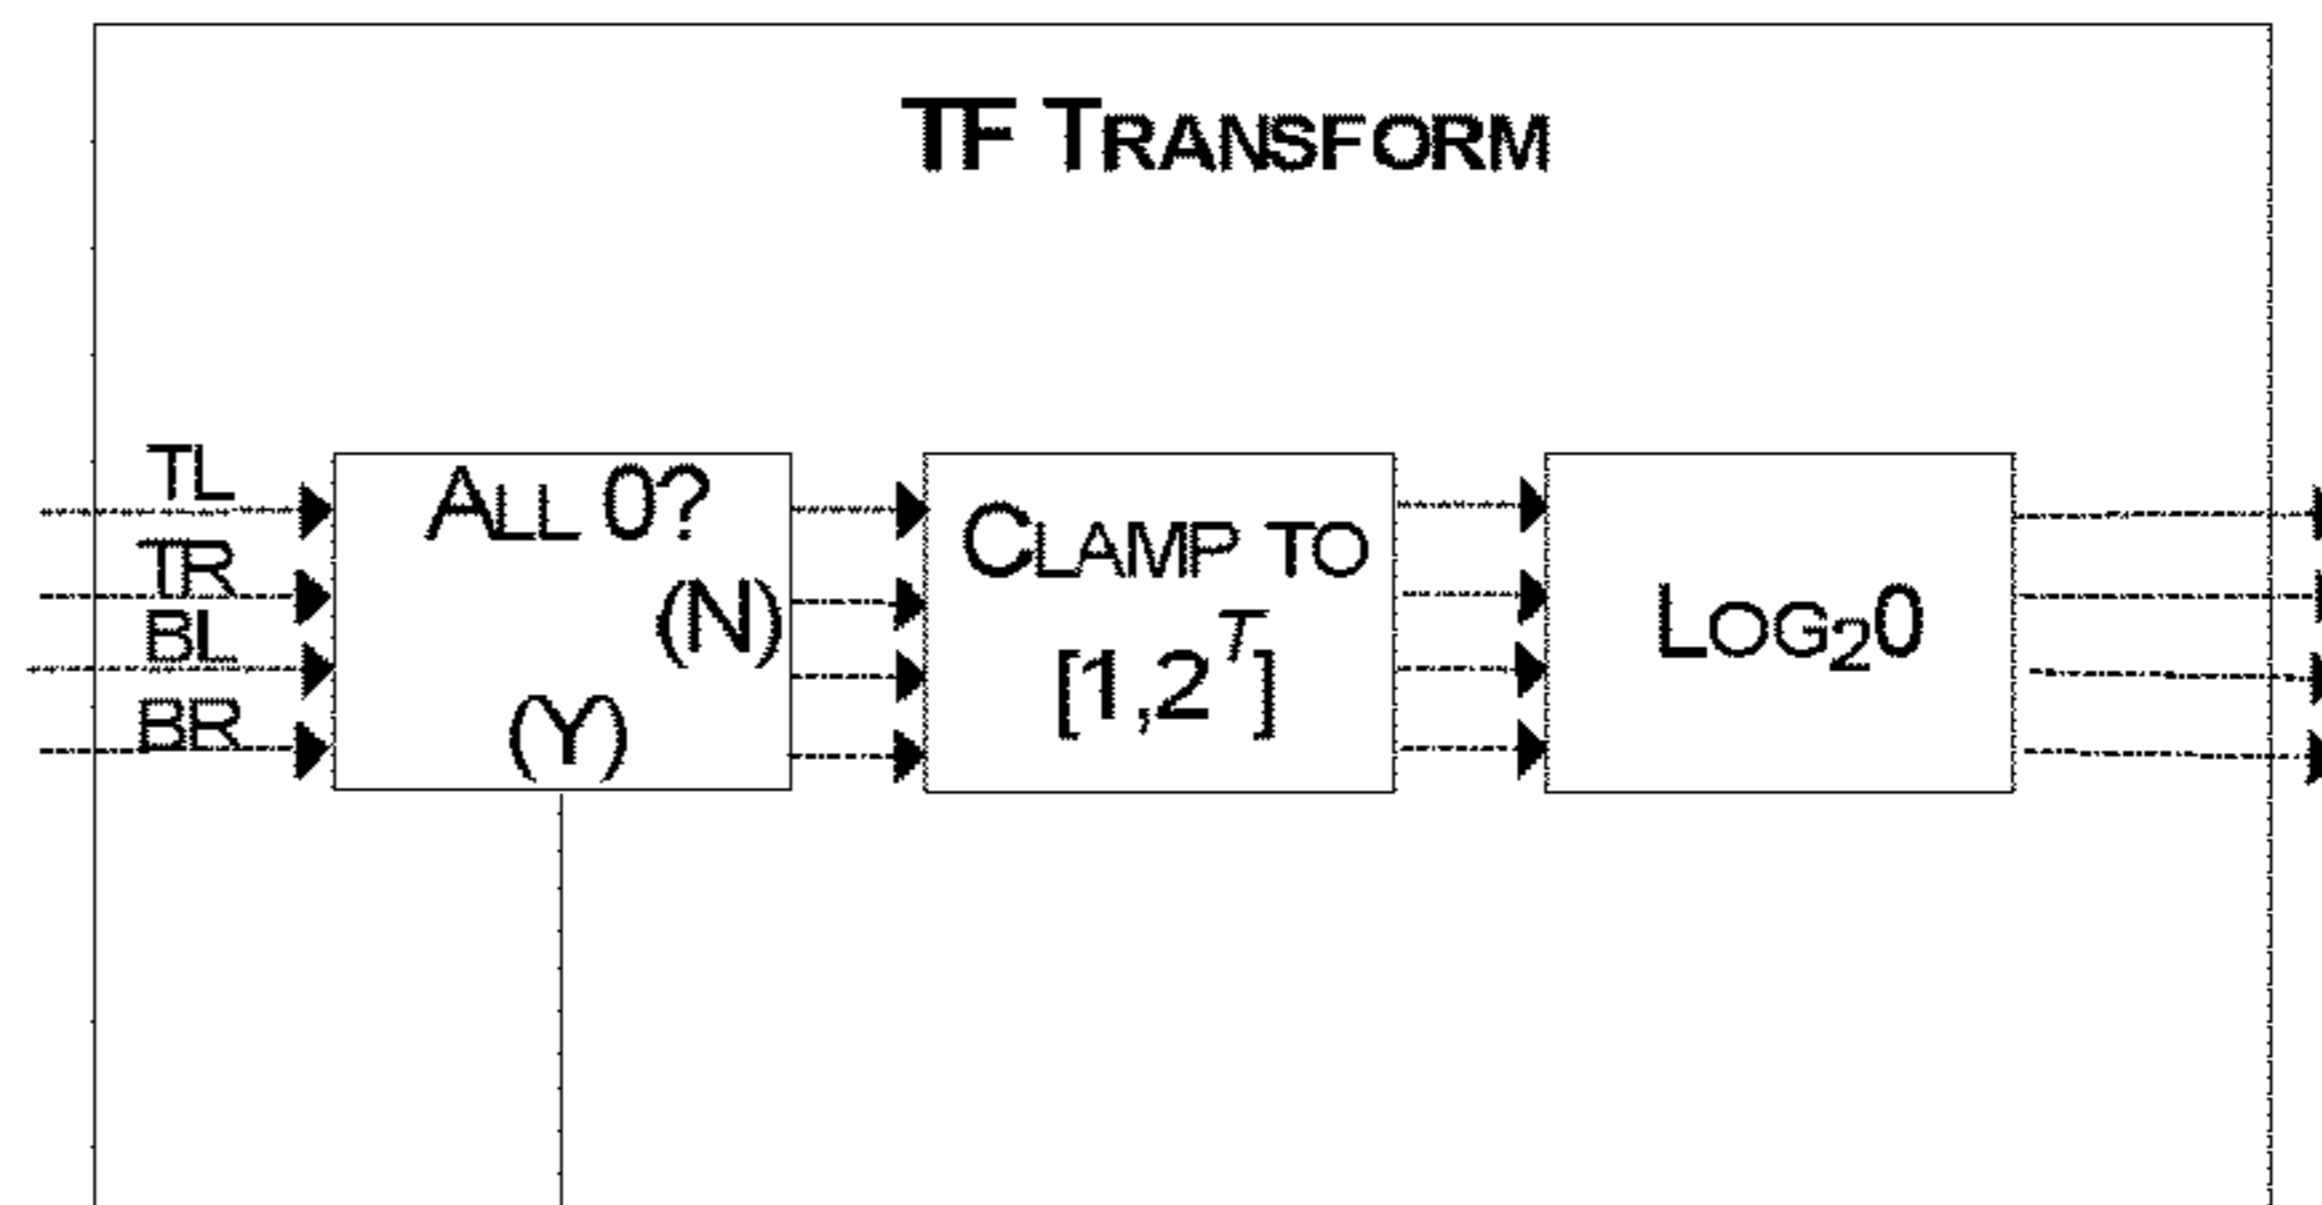 TF TRANSFORM
TL
TR
BL
BR
ALL 0?
(N)
(Y)
CLAMP TO
[1,2ᵀ]
LOG₂0